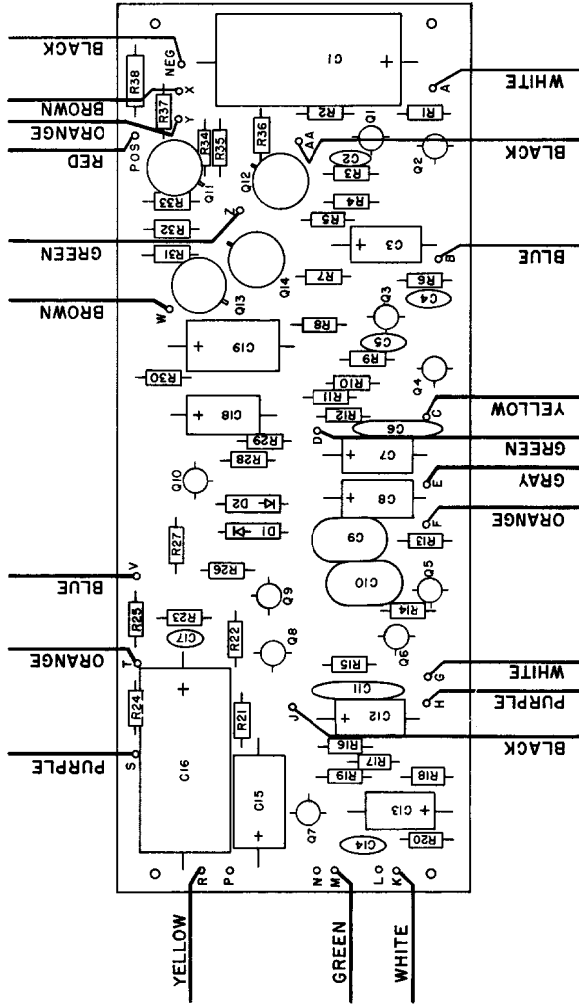 BLACK
BROWN
ORANGE
RED
GREEN
BROWN
BLUE
ORANGE
PURPLE
WHITE
BLACK
BLUE
YELLOW
GREEN
GRAY
ORANGE
WHITE
PURPLE
BLACK
YELLOW
GREEN
WHITE
NEG
X
Y
POS
Z
W
V
T
S
R
P
N
M
L
K
A
AA
B
C
D
E
F
G
H
J
R38
R37
R34
R35
R36
C1
+
R2
R1
Q1
Q2
C2
R3
R4
R5
Q11
Q12
R33
R32
R31
C3
+
R6
C4
R7
Q14
Q13
Q3
R8
C5
R9
Q4
C19
+
R30
R10
R11
R12
C6
C18
+
R29
R28
C7
+
Q10
C8
+
D2
D1
C9
R13
R27
R26
C10
Q5
R14
Q9
R25
R23
C17
R22
Q8
Q6
R15
C11
R24
R21
C12
+
R16
R17
R19
R18
C16
+
C15
+
Q7
C13
+
C14
R20